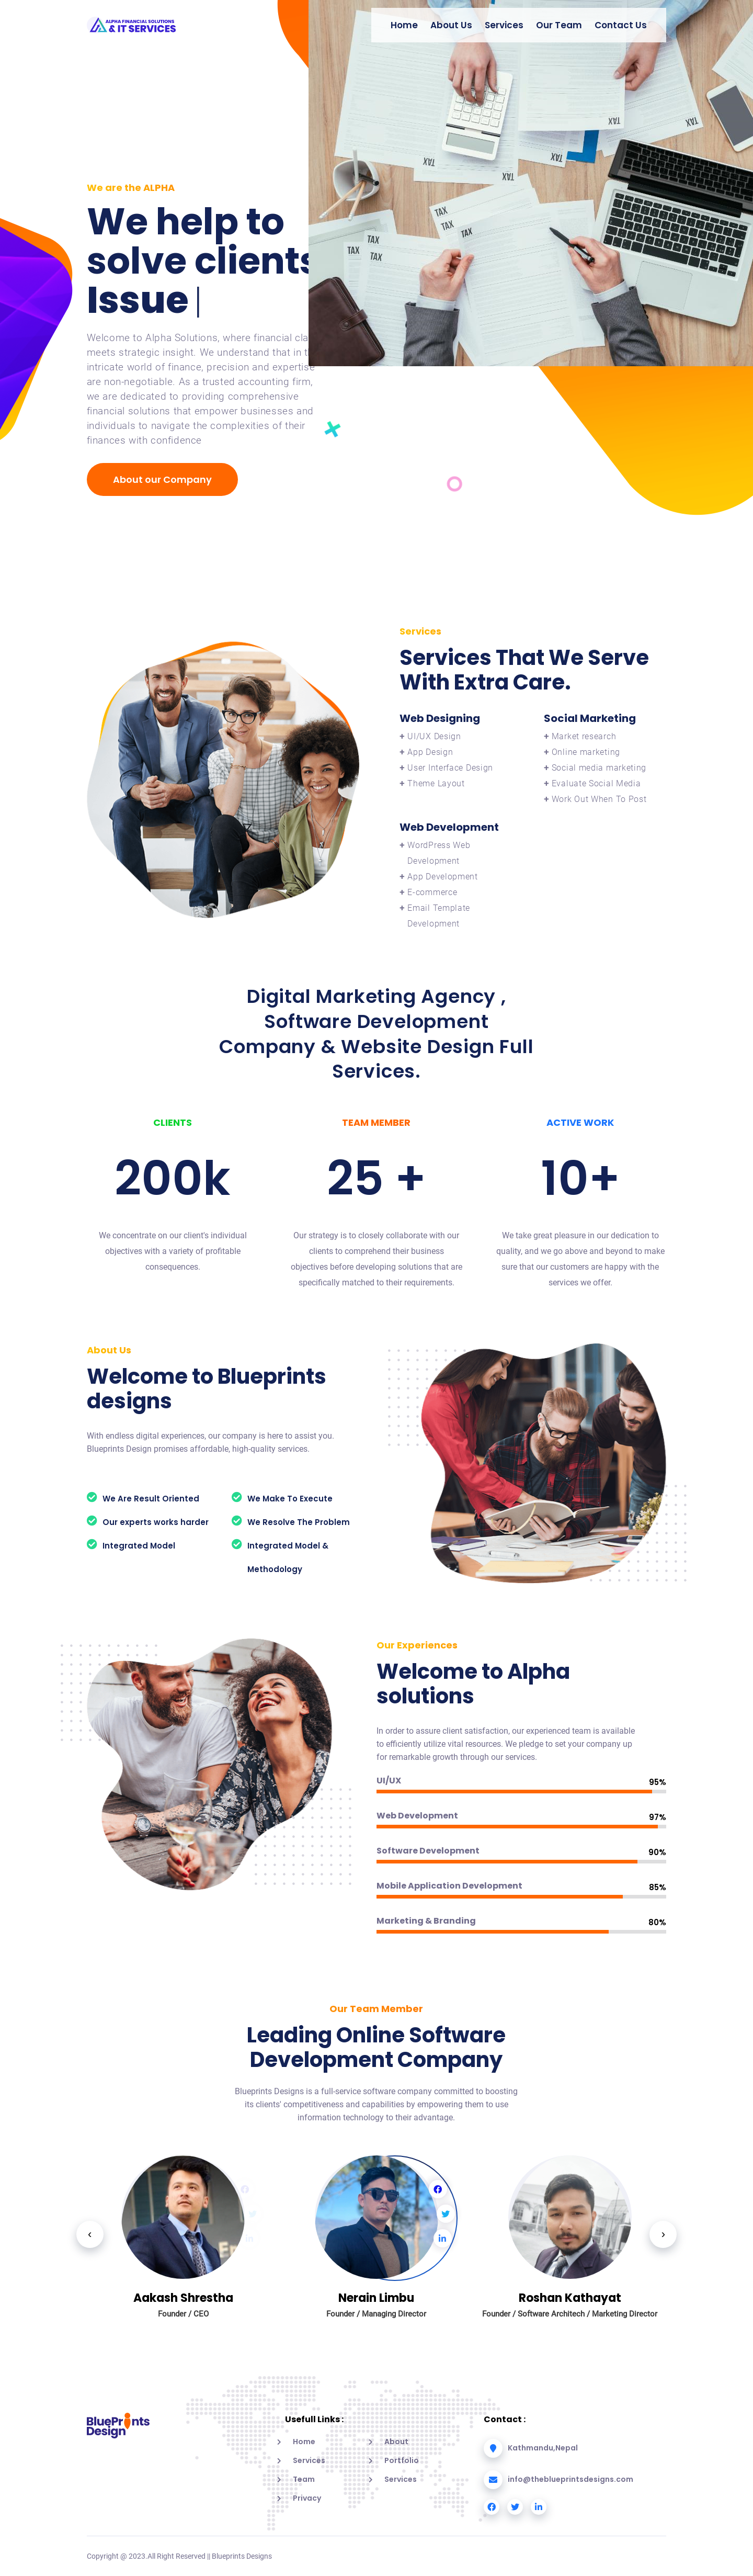 ALPHA FINANCIAL SOLUTIONS
& IT SERVICES
Home
About Us
Services
Our Team
Contact Us
TAX
TAX
TAX
TAX
TAX
TAX
TAX
TAX
TAX
TAX
TAX
We are the ALPHA
We help to
solve clients
Issue |
Welcome to Alpha Solutions, where financial
meets strategic insight. We understand that in
intricate world of finance, precision and expertise
are non-negotiable. As a trusted accounting firm,
we are dedicated to providing comprehensive
financial solutions that empower businesses and
individuals to navigate the complexities of their
finances with confidence
About our Company
Services
Services That We Serve
With Extra Care.
Web Designing
+ UI/UX Design
+ App Design
+ User Interface Design
+ Theme Layout
Social Marketing
+ Market research
+ Online marketing
+ Social media marketing
+ Evaluate Social Media
+ Work Out When To Post
Web Development
+ WordPress Web
Development
+ App Development
+ E-commerce
+ Email Template
Development
Digital Marketing Agency ,
Software Development
Company & Website Design Full
Services.
CLIENTS
200k
We concentrate on our client's individual
objectives with a variety of profitable
consequences.
TEAM MEMBER
25 +
Our strategy is to closely collaborate with our
clients to comprehend their business
objectives before developing solutions that are
specifically matched to their requirements.
ACTIVE WORK
10+
We take great pleasure in our dedication to
quality, and we go above and beyond to make
sure that our customers are happy with the
services we offer.
About Us
Welcome to Blueprints
designs
With endless digital experiences, our company is here to assist you.
Blueprints Design promises affordable, high-quality services.
We Are Result Oriented
Our experts works harder
Integrated Model
We Make To Execute
We Resolve The Problem
Integrated Model &
Methodology
Our Experiences
Welcome to Alpha
solutions
In order to assure client satisfaction, our experienced team is available
to efficiently utilize vital resources. We pledge to set your company up
for remarkable growth through our services.
UI/UX
95%
Web Development
97%
Software Development
90%
Mobile Application Development
85%
Marketing & Branding
80%
Our Team Member
Leading Online Software
Development Company
Blueprints Designs is a full-service software company committed to boosting
its clients' competitiveness and capabilities by empowering them to use
information technology to their advantage.
Aakash Shrestha
Founder / CEO
Nerain Limbu
Founder / Managing Director
Roshan Kathayat
Founder / Software Architech / Marketing Director
BluePrints
Design
Usefull Links :
Home
Services
Team
Privacy
About
Portfolio
Services
Contact :
Kathmandu,Nepal
info@theblueprintsdesigns.com
Copyright @ 2023.All Right Reserved || Blueprints Designs